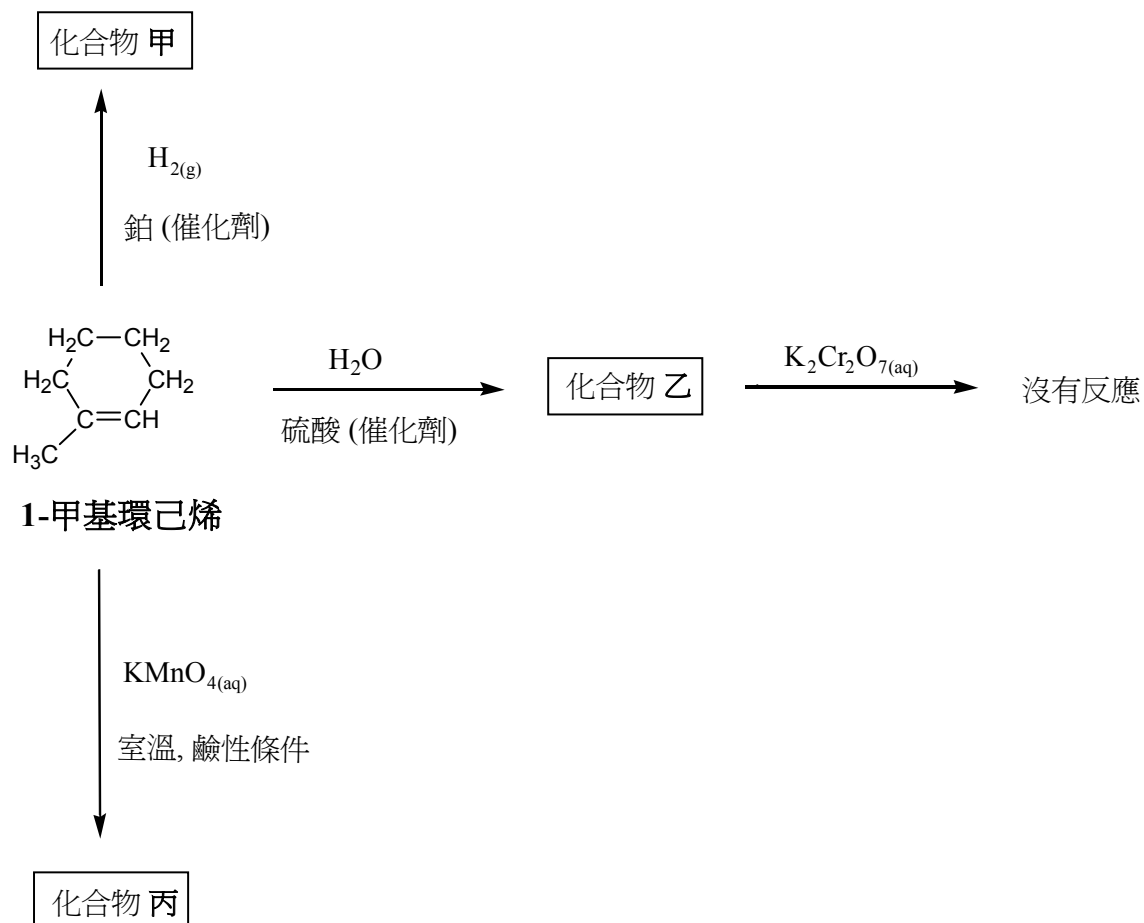 化合物 甲
H₂(g)
鉑 (催化劑)
H₂C—CH₂
H₂C CH₂
C=CH
H₃C
1-甲基環己烯
H₂O
硫酸 (催化劑)
化合物 乙
K₂Cr₂O₇(aq)
沒有反應
KMnO₄(aq)
室溫, 鹼性條件
化合物 丙